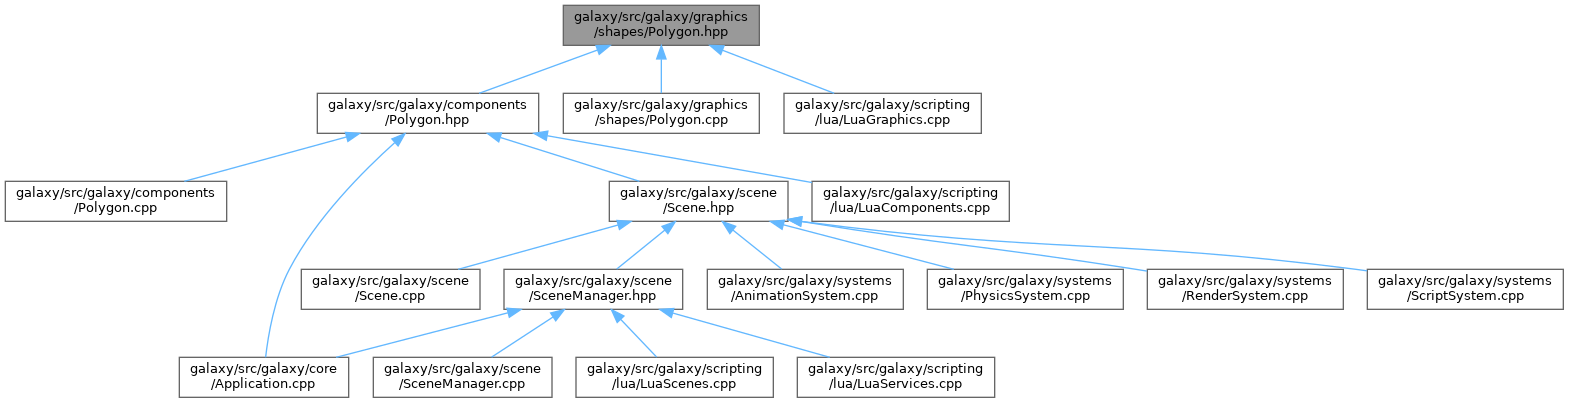 galaxy/src/galaxy/graphics
/shapes/Polygon.hpp
galaxy/src/galaxy/components
/Polygon.hpp
galaxy/src/galaxy/graphics
/shapes/Polygon.cpp
galaxy/src/galaxy/scripting
/lua/LuaGraphics.cpp
galaxy/src/galaxy/components
/Polygon.cpp
galaxy/src/galaxy/scene
/Scene.hpp
galaxy/src/galaxy/scripting
/lua/LuaComponents.cpp
galaxy/src/galaxy/scene
/Scene.cpp
galaxy/src/galaxy/scene
/SceneManager.hpp
galaxy/src/galaxy/systems
/AnimationSystem.cpp
galaxy/src/galaxy/systems
/PhysicsSystem.cpp
galaxy/src/galaxy/systems
/RenderSystem.cpp
galaxy/src/galaxy/systems
/ScriptSystem.cpp
galaxy/src/galaxy/core
/Application.cpp
galaxy/src/galaxy/scene
/SceneManager.cpp
galaxy/src/galaxy/scripting
/lua/LuaScenes.cpp
galaxy/src/galaxy/scripting
/lua/LuaServices.cpp